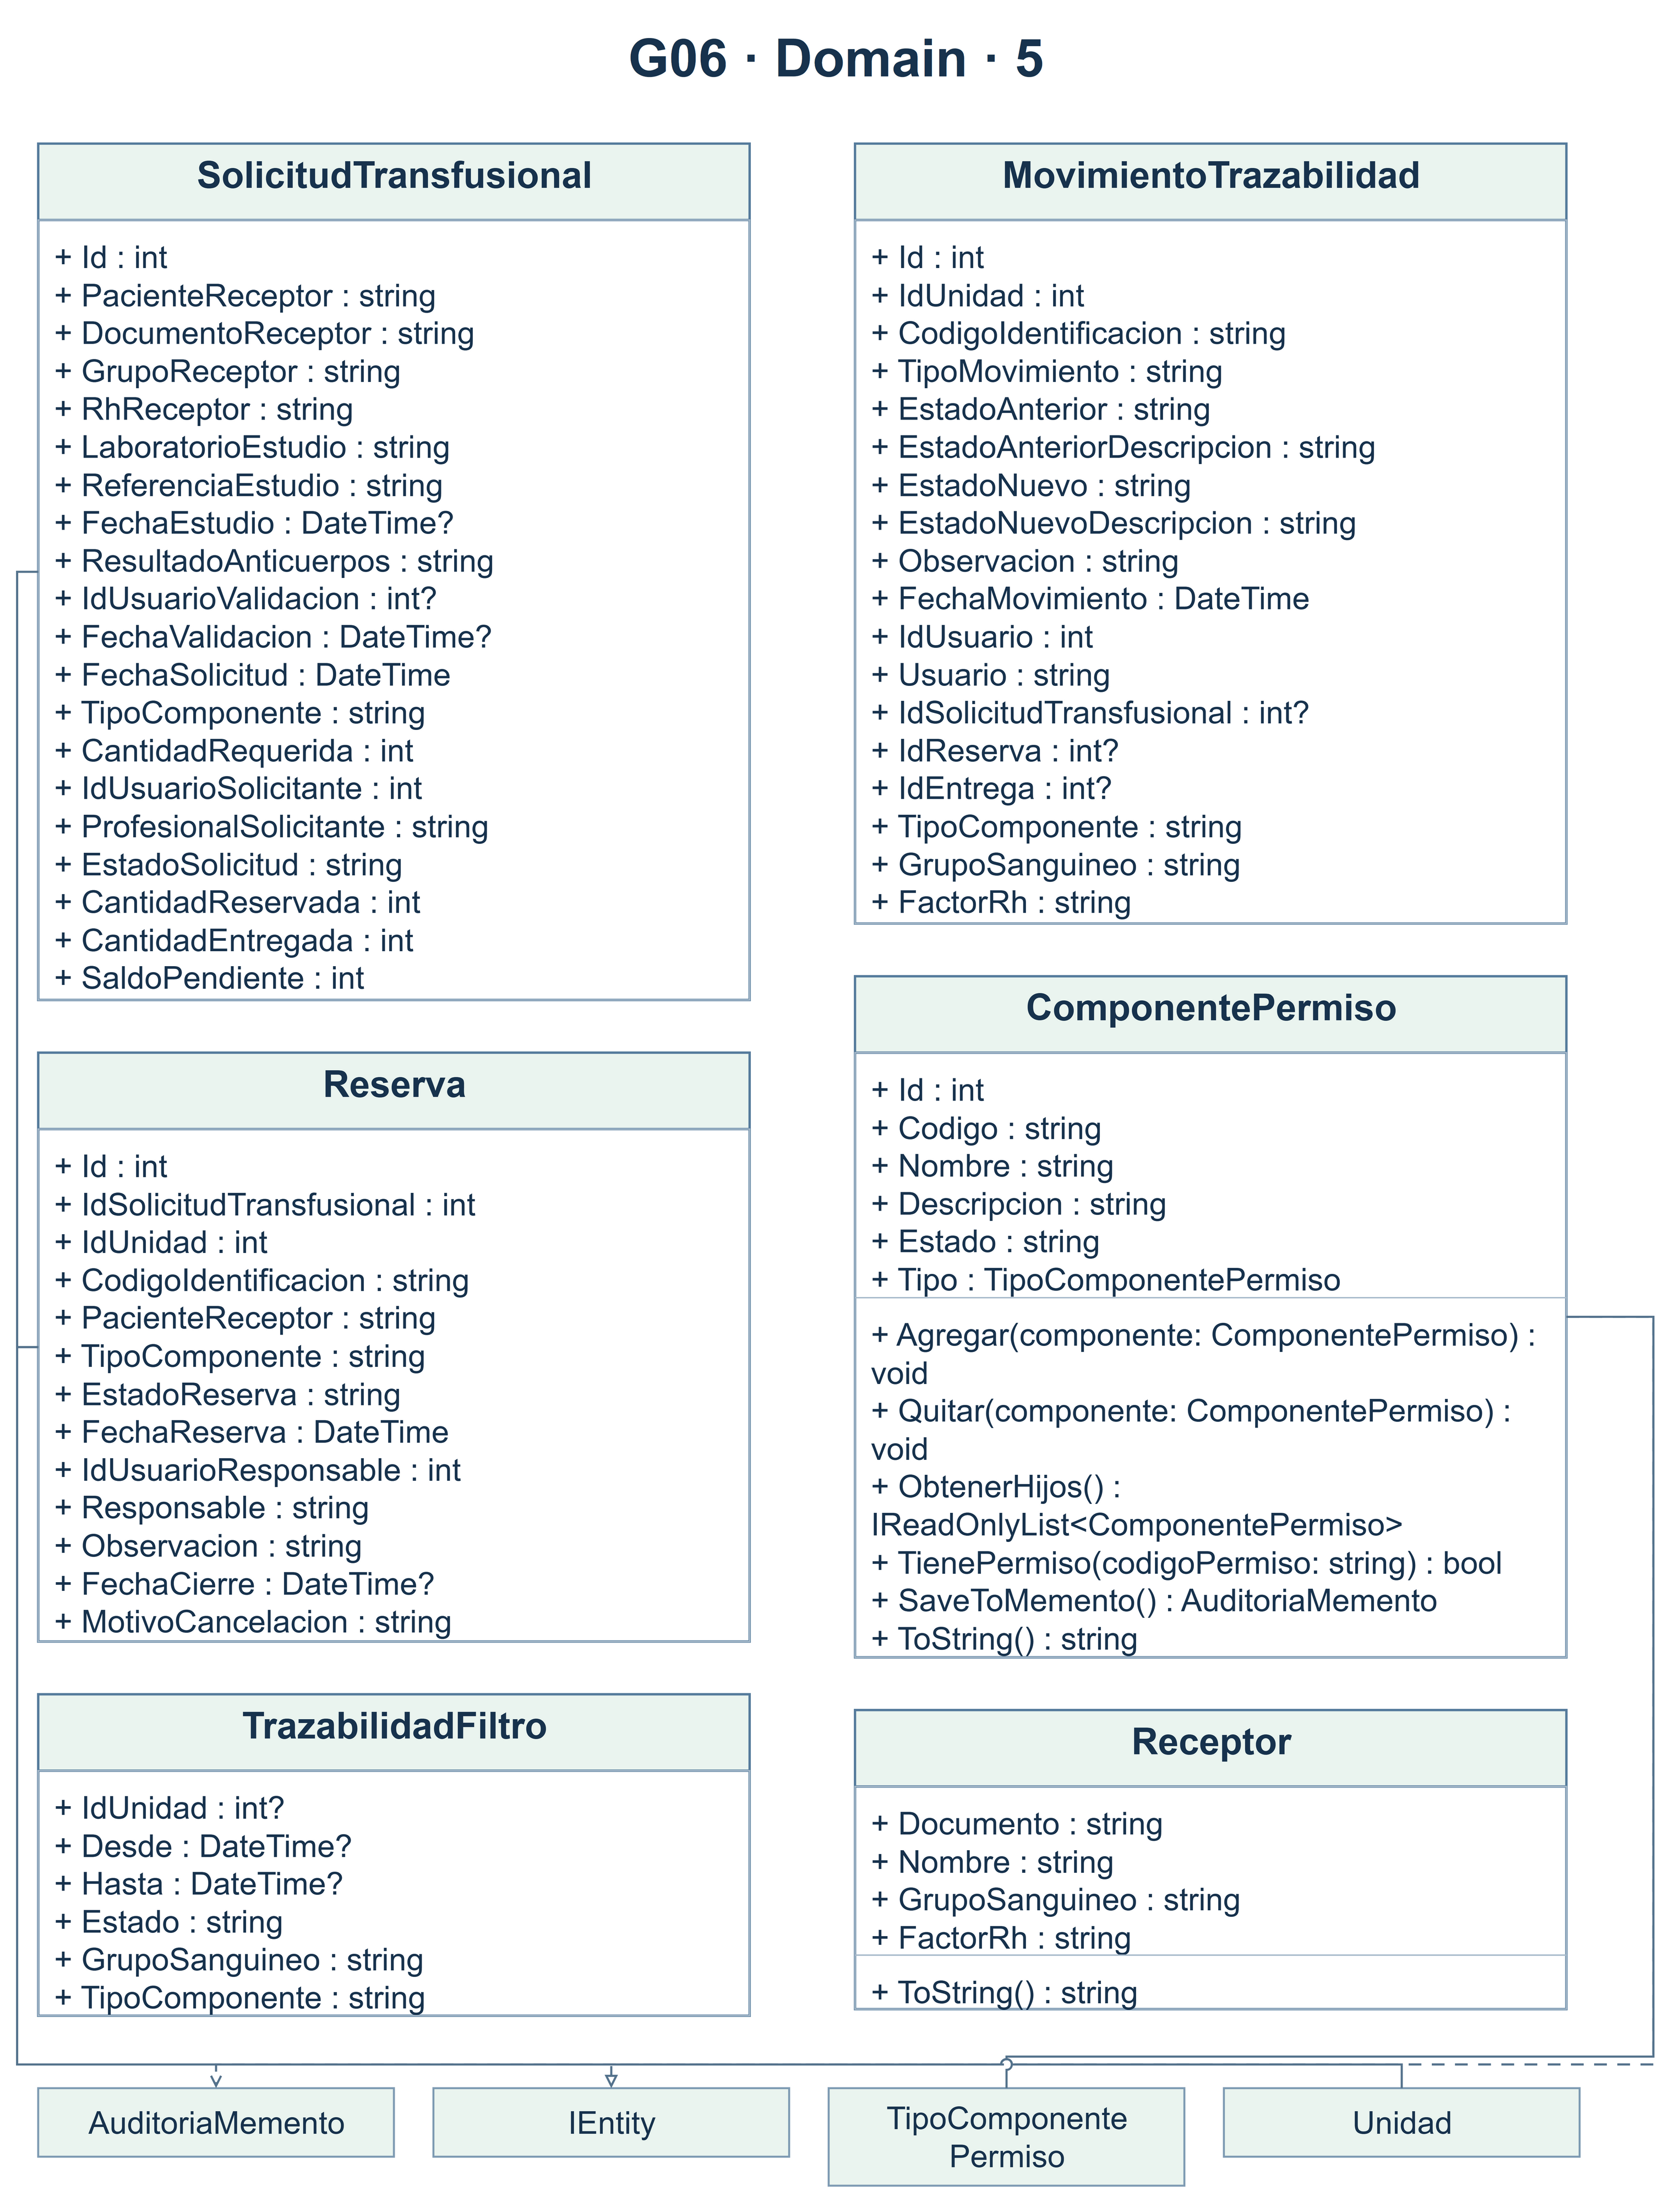 G06 · Domain · 5
SolicitudTransfusional
+ Id : int
+ PacienteReceptor : string
+ DocumentoReceptor : string
+ GrupoReceptor : string
+ RhReceptor : string
+ LaboratorioEstudio : string
+ ReferenciaEstudio : string
+ FechaEstudio : DateTime?
+ ResultadoAnticuerpos : string
+ IdUsuarioValidacion : int?
+ FechaValidacion : DateTime?
+ FechaSolicitud : DateTime
+ TipoComponente : string
+ CantidadRequerida : int
+ IdUsuarioSolicitante : int
+ ProfesionalSolicitante : string
+ EstadoSolicitud : string
+ CantidadReservada : int
+ CantidadEntregada : int
+ SaldoPendiente : int
Reserva
+ Id : int
+ IdSolicitudTransfusional : int
+ IdUnidad : int
+ CodigoIdentificacion : string
+ PacienteReceptor : string
+ TipoComponente : string
+ EstadoReserva : string
+ FechaReserva : DateTime
+ IdUsuarioResponsable : int
+ Responsable : string
+ Observacion : string
+ FechaCierre : DateTime?
+ MotivoCancelacion : string
TrazabilidadFiltro
+ IdUnidad : int?
+ Desde : DateTime?
+ Hasta : DateTime?
+ Estado : string
+ GrupoSanguineo : string
+ TipoComponente : string
MovimientoTrazabilidad
+ Id : int
+ IdUnidad : int
+ CodigoIdentificacion : string
+ TipoMovimiento : string
+ EstadoAnterior : string
+ EstadoAnteriorDescripcion : string
+ EstadoNuevo : string
+ EstadoNuevoDescripcion : string
+ Observacion : string
+ FechaMovimiento : DateTime
+ IdUsuario : int
+ Usuario : string
+ IdSolicitudTransfusional : int?
+ IdReserva : int?
+ IdEntrega : int?
+ TipoComponente : string
+ GrupoSanguineo : string
+ FactorRh : string
ComponentePermiso
+ Id : int
+ Codigo : string
+ Nombre : string
+ Descripcion : string
+ Estado : string
+ Tipo : TipoComponentePermiso
+ Agregar(componente: ComponentePermiso) :
void
+ Quitar(componente: ComponentePermiso) :
void
+ ObtenerHijos() :
IReadOnlyList<ComponentePermiso>
+ TienePermiso(codigoPermiso: string) : bool
+ SaveToMemento() : AuditoriaMemento
+ ToString() : string
Receptor
+ Documento : string
+ Nombre : string
+ GrupoSanguineo : string
+ FactorRh : string
+ ToString() : string
AuditoriaMemento
IEntity
TipoComponente
Permiso
Unidad